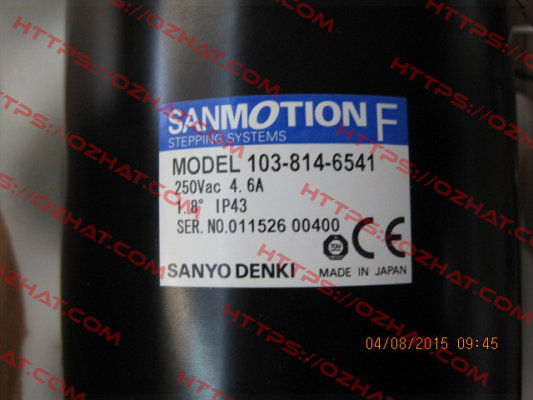 SANMOTION F
STEPPING SYSTEMS
MODEL 103-814-6541
250Vac 4.6A
1.8° IP43
SER. NO.011526 00400
TÜV
CE
SANYO DENKI MADE IN JAPAN
04/08/2015 09:45
HTTPS://OZHAT.COM